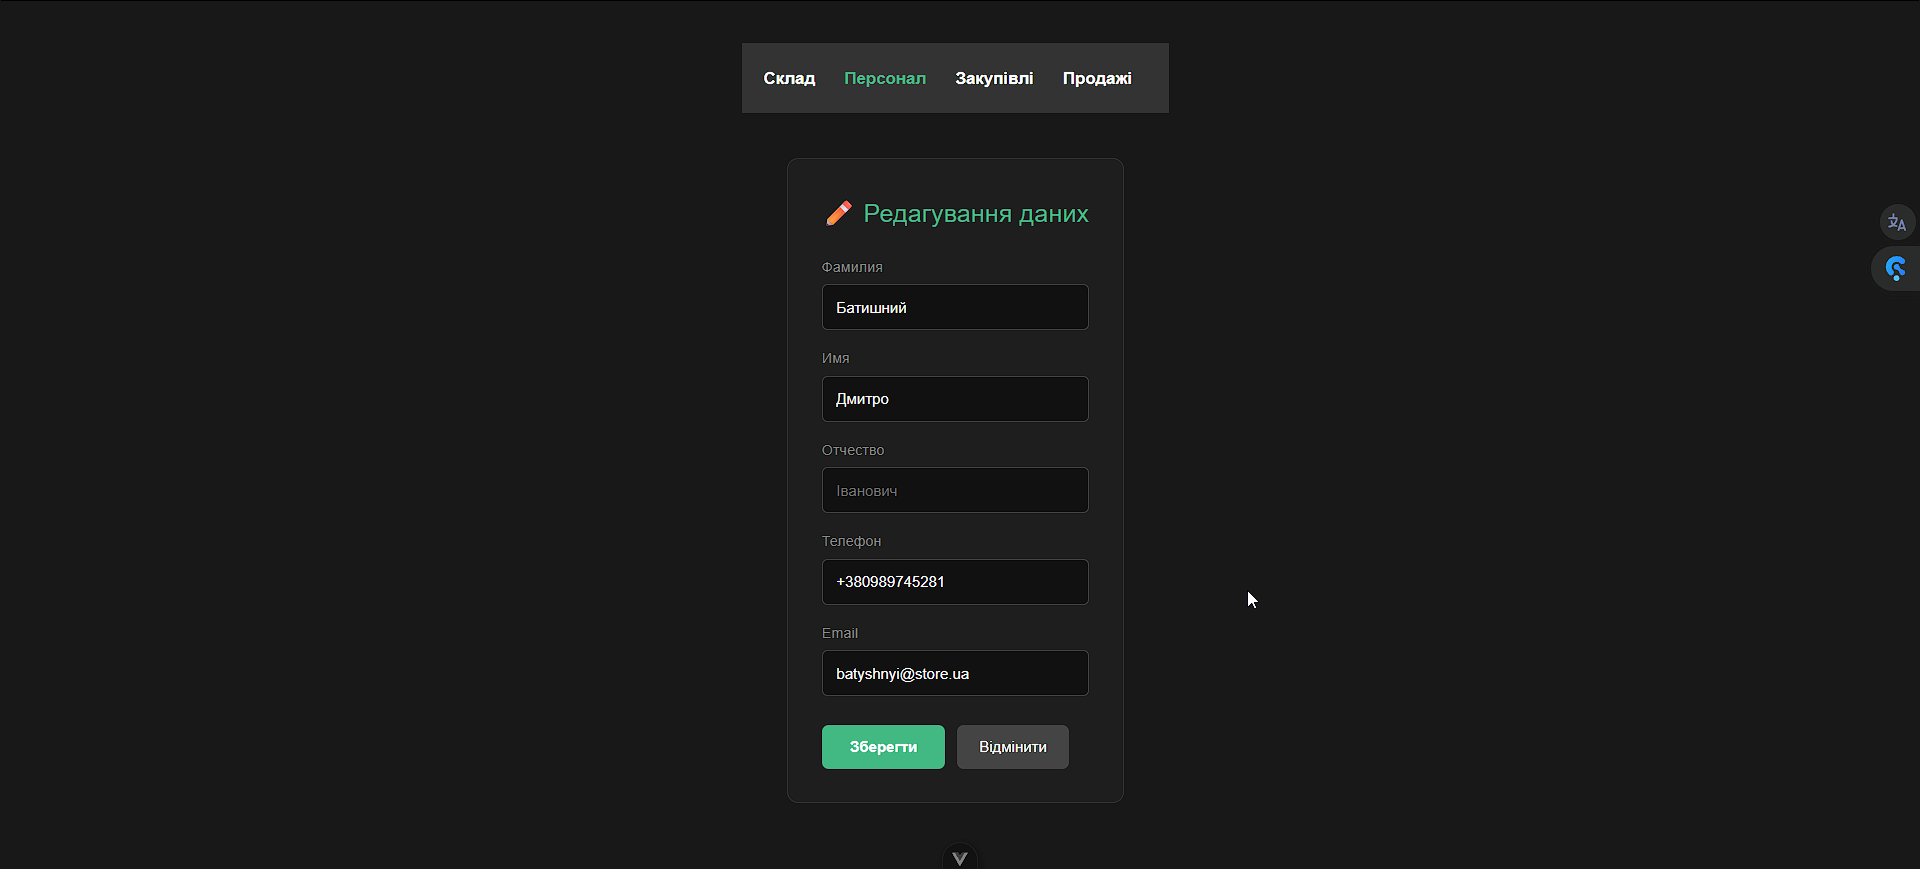 Склад Персонал Закупівлі Продажі
Редагування даних
Фамилия
Батишний
Имя
Дмитро
Отчество
Іванович
Телефон
+380989745281
Email
batyshnyi@store.ua
Зберегти Відмінити